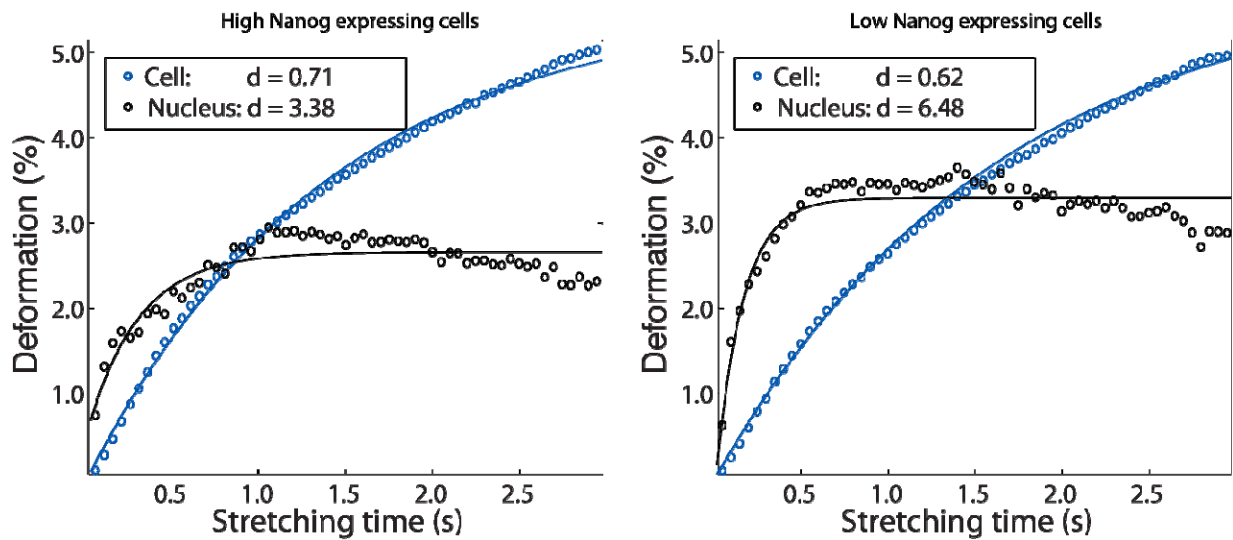 High Nanog expressing cells
Cell: d = 0.71
Nucleus: d = 3.38
Deformation (%)
5.0
4.0
3.0
2.0
1.0
0.5 1.0 1.5 2.0 2.5
Stretching time (s)
Low Nanog expressing cells
Cell: d = 0.62
Nucleus: d = 6.48
Deformation (%)
5.0
4.0
3.0
2.0
1.0
0.5 1.0 1.5 2.0 2.5
Stretching time (s)